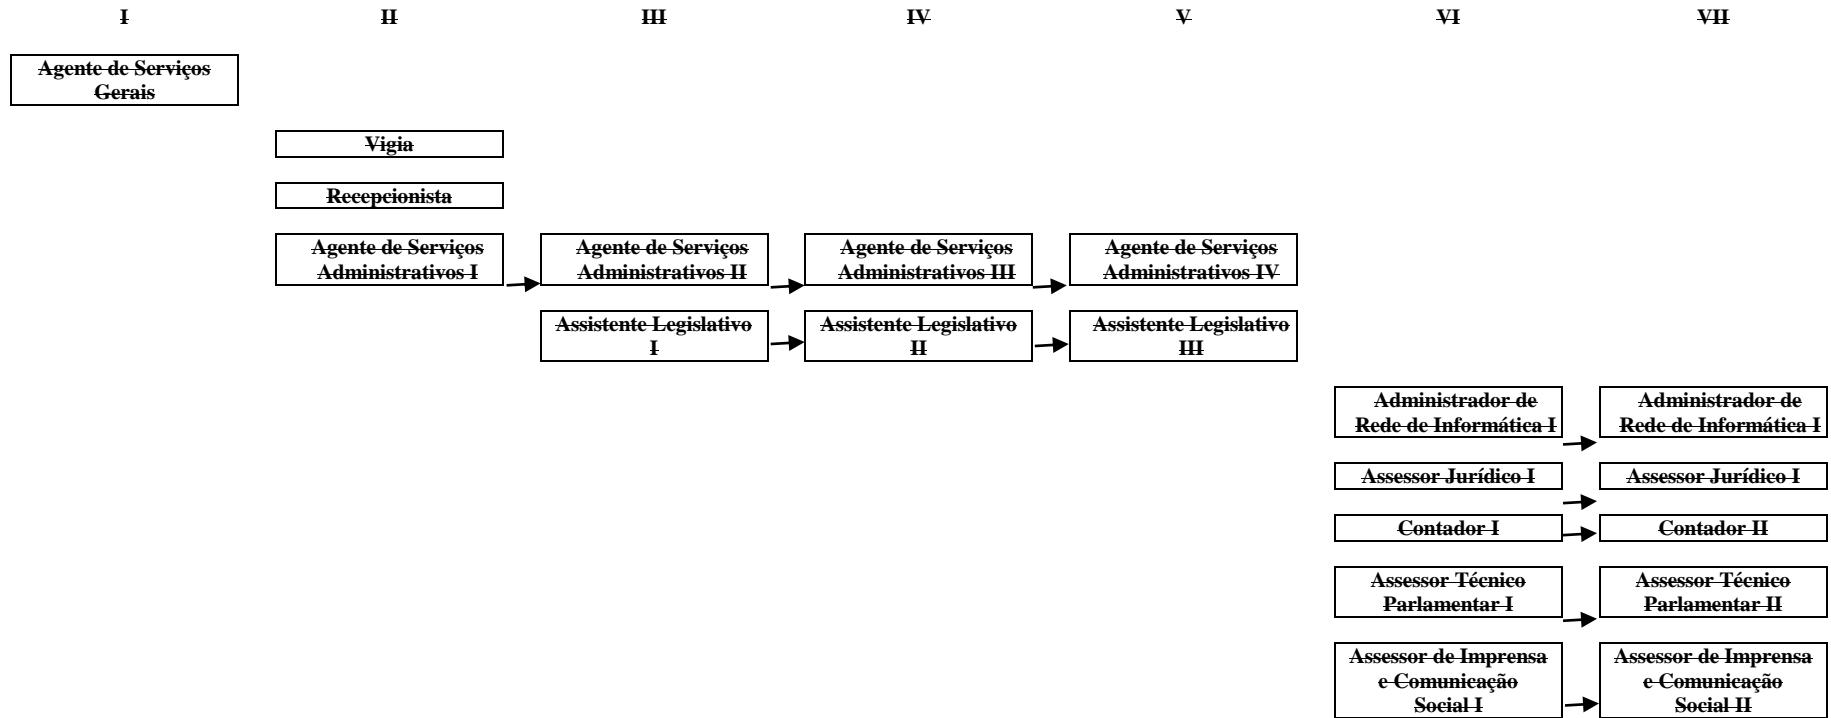 I II III IV V VI VII
Agente de Serviços
Gerais
Vigia
Recepcionista
Agente de Serviços
Administrativos I
Agente de Serviços
Administrativos II
Agente de Serviços
Administrativos III
Agente de Serviços
Administrativos IV
Assistente Legislativo
I
Assistente Legislativo
II
Assistente Legislativo
III
Administrador de
Rede de Informática I
Administrador de
Rede de Informática I
Assessor Jurídico I
Assessor Jurídico I
Contador I
Contador II
Assessor Técnico
Parlamentar I
Assessor Técnico
Parlamentar II
Assessor de Imprensa
e Comunicação
Social I
Assessor de Imprensa
e Comunicação
Social II